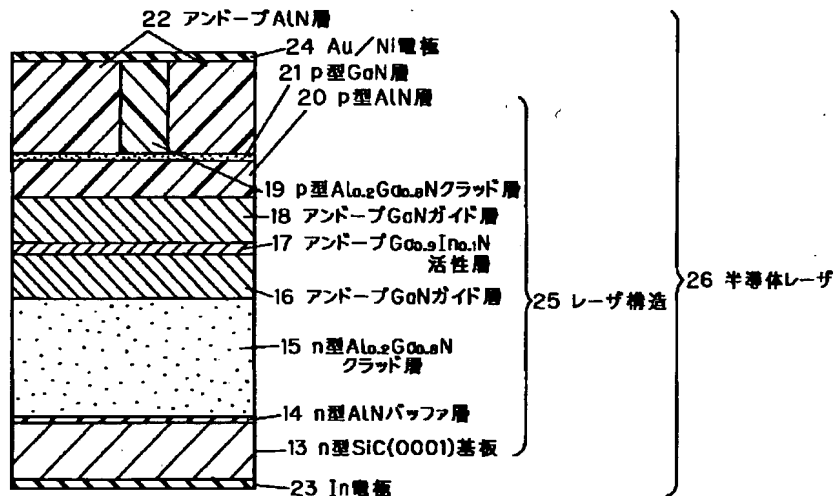 22 アンドープAlN層
24 Au/Ni電極
21 p型GaN層
20 p型AlN層
19 p型Al0.2Ga0.8Nクラッド層
18 アンドープGaNガイド層
17 アンドープGa0.9In0.1N
活性層
16 アンドープGaNガイド層
25 レーザ構造
26 半導体レーザ
15 n型Al0.2Ga0.8N
クラッド層
14 n型AlNバッファ層
13 n型SiC(0001)基板
23 In電極